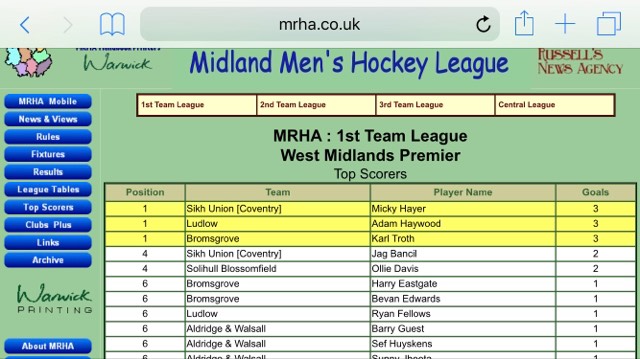 mrha.co.uk
Warwick
Midland Men's Hockey League
RUSSELL'S
NEWS AGENCY
MRHA Mobile
News & Views
Rules
Fixtures
Results
League Tables
Top Scorers
Clubs Plus
Links
Archive
Warwick
PRINTING
About MRHA
1st Team League 2nd Team League 3rd Team League Central League
MRHA : 1st Team League
West Midlands Premier
Top Scorers
Position Team Player Name Goals
1 Sikh Union [Coventry] Micky Hayer 3
1 Ludlow Adam Haywood 3
1 Bromsgrove Karl Troth 3
4 Sikh Union [Coventry] Jag Bancil 2
4 Solihull Blossomfield Ollie Davis 2
6 Bromsgrove Harry Eastgate 1
6 Bromsgrove Bevan Edwards 1
6 Ludlow Ryan Fellows 1
6 Aldridge & Walsall Barry Guest 1
6 Aldridge & Walsall Sef Huyskens 1
6 Aldridge & Walsall Sunny Jheeta 1